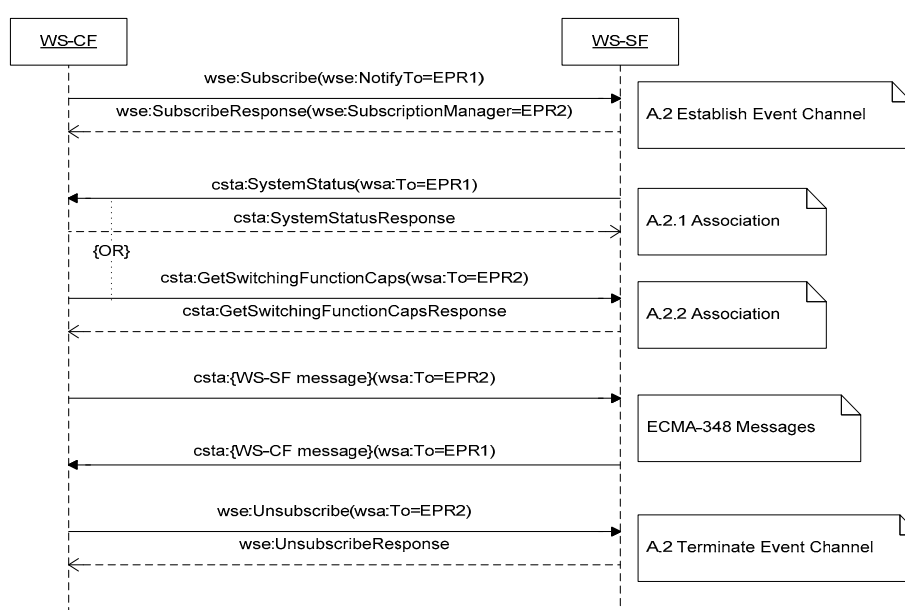 WS-CF
WS-SF
wse:Subscribe(wse:NotifyTo=EPR1)
wse:SubscribeResponse(wse:SubscriptionManager=EPR2)
A.2 Establish Event Channel
csta:SystemStatus(wsa:To=EPR1)
csta:SystemStatusResponse
A.2.1 Association
{OR}
csta:GetSwitchingFunctionCaps(wsa:To=EPR2)
csta:GetSwitchingFunctionCapsResponse
A.2.2 Association
csta:{WS-SF message}(wsa:To=EPR2)
ECMA-348 Messages
csta:{WS-CF message}(wsa:To=EPR1)
wse:Unsubscribe(wsa:To=EPR2)
wse:UnsubscribeResponse
A.2 Terminate Event Channel